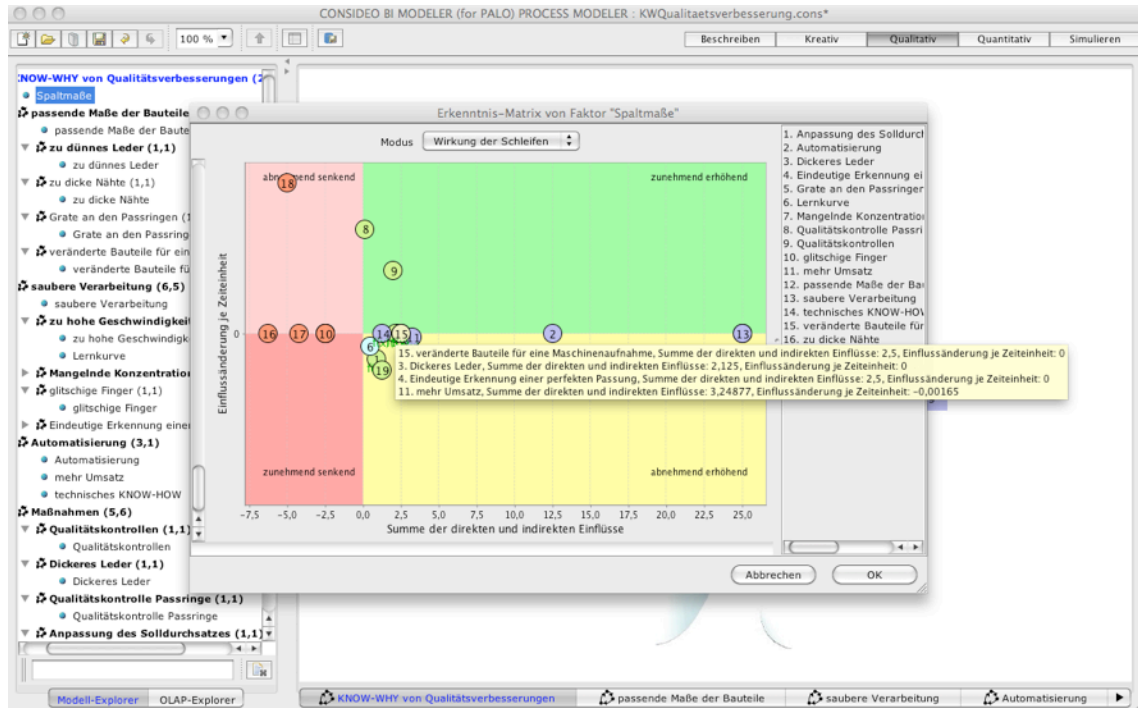 CONSIDEO BI MODELER (for PALO) PROCESS MODELER : KWQualitaetsverbesserung.cons*
100 %
Beschreiben
Kreativ
Qualitativ
Quantitativ
Simulieren
KNOW-WHY von Qualitätsverbesserungen
Spaltmaße
passende Maße der Bauteile
passende Maße der Baute
zu dünnes Leder (1,1)
zu dünnes Leder
zu dicke Nähte (1,1)
zu dicke Nähte
Grate an den Passringen (1
Grate an den Passring
veränderte Bauteile für ein
veränderte Bauteile fü
saubere Verarbeitung (6,5)
saubere Verarbeitung
zu hohe Geschwindigkei
zu hohe Geschwindigk
Lernkurve
Mangelnde Konzentration
glitschige Finger (1,1)
glitschige Finger
Eindeutige Erkennung eine
Automatisierung (3,1)
Automatisierung
mehr Umsatz
technisches KNOW-HOW
Maßnahmen (5,6)
Qualitätskontrollen (1,1)
Qualitätskontrollen
Dickeres Leder (1,1)
Dickeres Leder
Qualitätskontrolle Passringe (1,1)
Qualitätskontrolle Passringe
Anpassung des Solldurchsatzes (1,1)
Modell-Explorer
OLAP-Explorer
Erkenntnis-Matrix von Faktor "Spaltmaße"
Modus
Wirkung der Schleifen
abnehmend senkend
zunehmend erhöhend
zunehmend senkend
abnehmend erhöhend
Einflussänderung je Zeiteinheit
0
18
8
9
16
17
10
14
15
11
2
13
6
19
-7,5 -5,0 -2,5 0,0 2,5 5,0 7,5 10,0 12,5 15,0 17,5 20,0 22,5 25,0
Summe der direkten und indirekten Einflüsse
15. veränderte Bauteile für eine Maschinenaufnahme, Summe der direkten und indirekten Einflüsse: 2,5, Einflussänderung je Zeiteinheit: 0
3. Dickeres Leder, Summe der direkten und indirekten Einflüsse: 2,125, Einflussänderung je Zeiteinheit: 0
4. Eindeutige Erkennung einer perfekten Passung, Summe der direkten und indirekten Einflüsse: 2,5, Einflussänderung je Zeiteinheit: 0
11. mehr Umsatz, Summe der direkten und indirekten Einflüsse: 3,24877, Einflussänderung je Zeiteinheit: -0,00165
1. Anpassung des Solldurch
2. Automatisierung
3. Dickeres Leder
4. Eindeutige Erkennung ei
5. Grate an den Passringer
6. Lernkurve
7. Mangelnde Konzentration
8. Qualitätskontrolle Passri
9. Qualitätskontrollen
10. glitschige Finger
11. mehr Umsatz
12. passende Maße der Bau
13. saubere Verarbeitung
14. technisches KNOW-HOW
15. veränderte Bauteile für
16. zu dicke Nähte
Abbrechen
OK
KNOW-WHY von Qualitätsverbesserungen
passende Maße der Bauteile
saubere Verarbeitung
Automatisierung